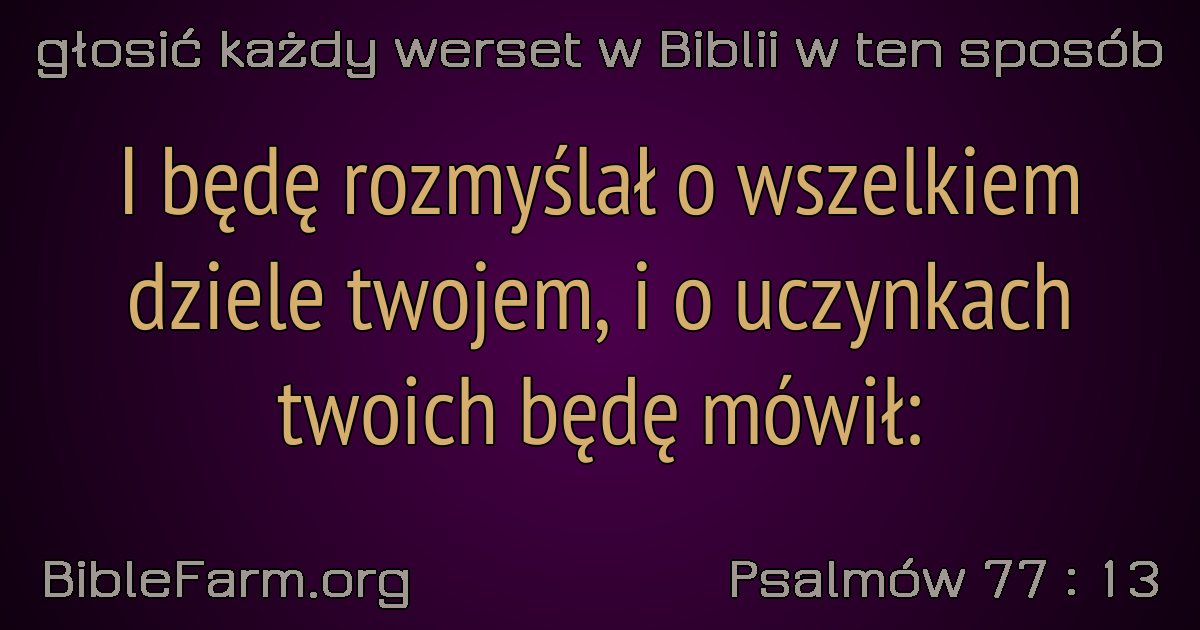 głosić każdy werset w Biblii w ten sposób
I będę rozmyślał o wszelkiem
dziele twojem, i o uczynkach
twoich będę mówił:
BibleFarm.org
Psalmów 77 : 13